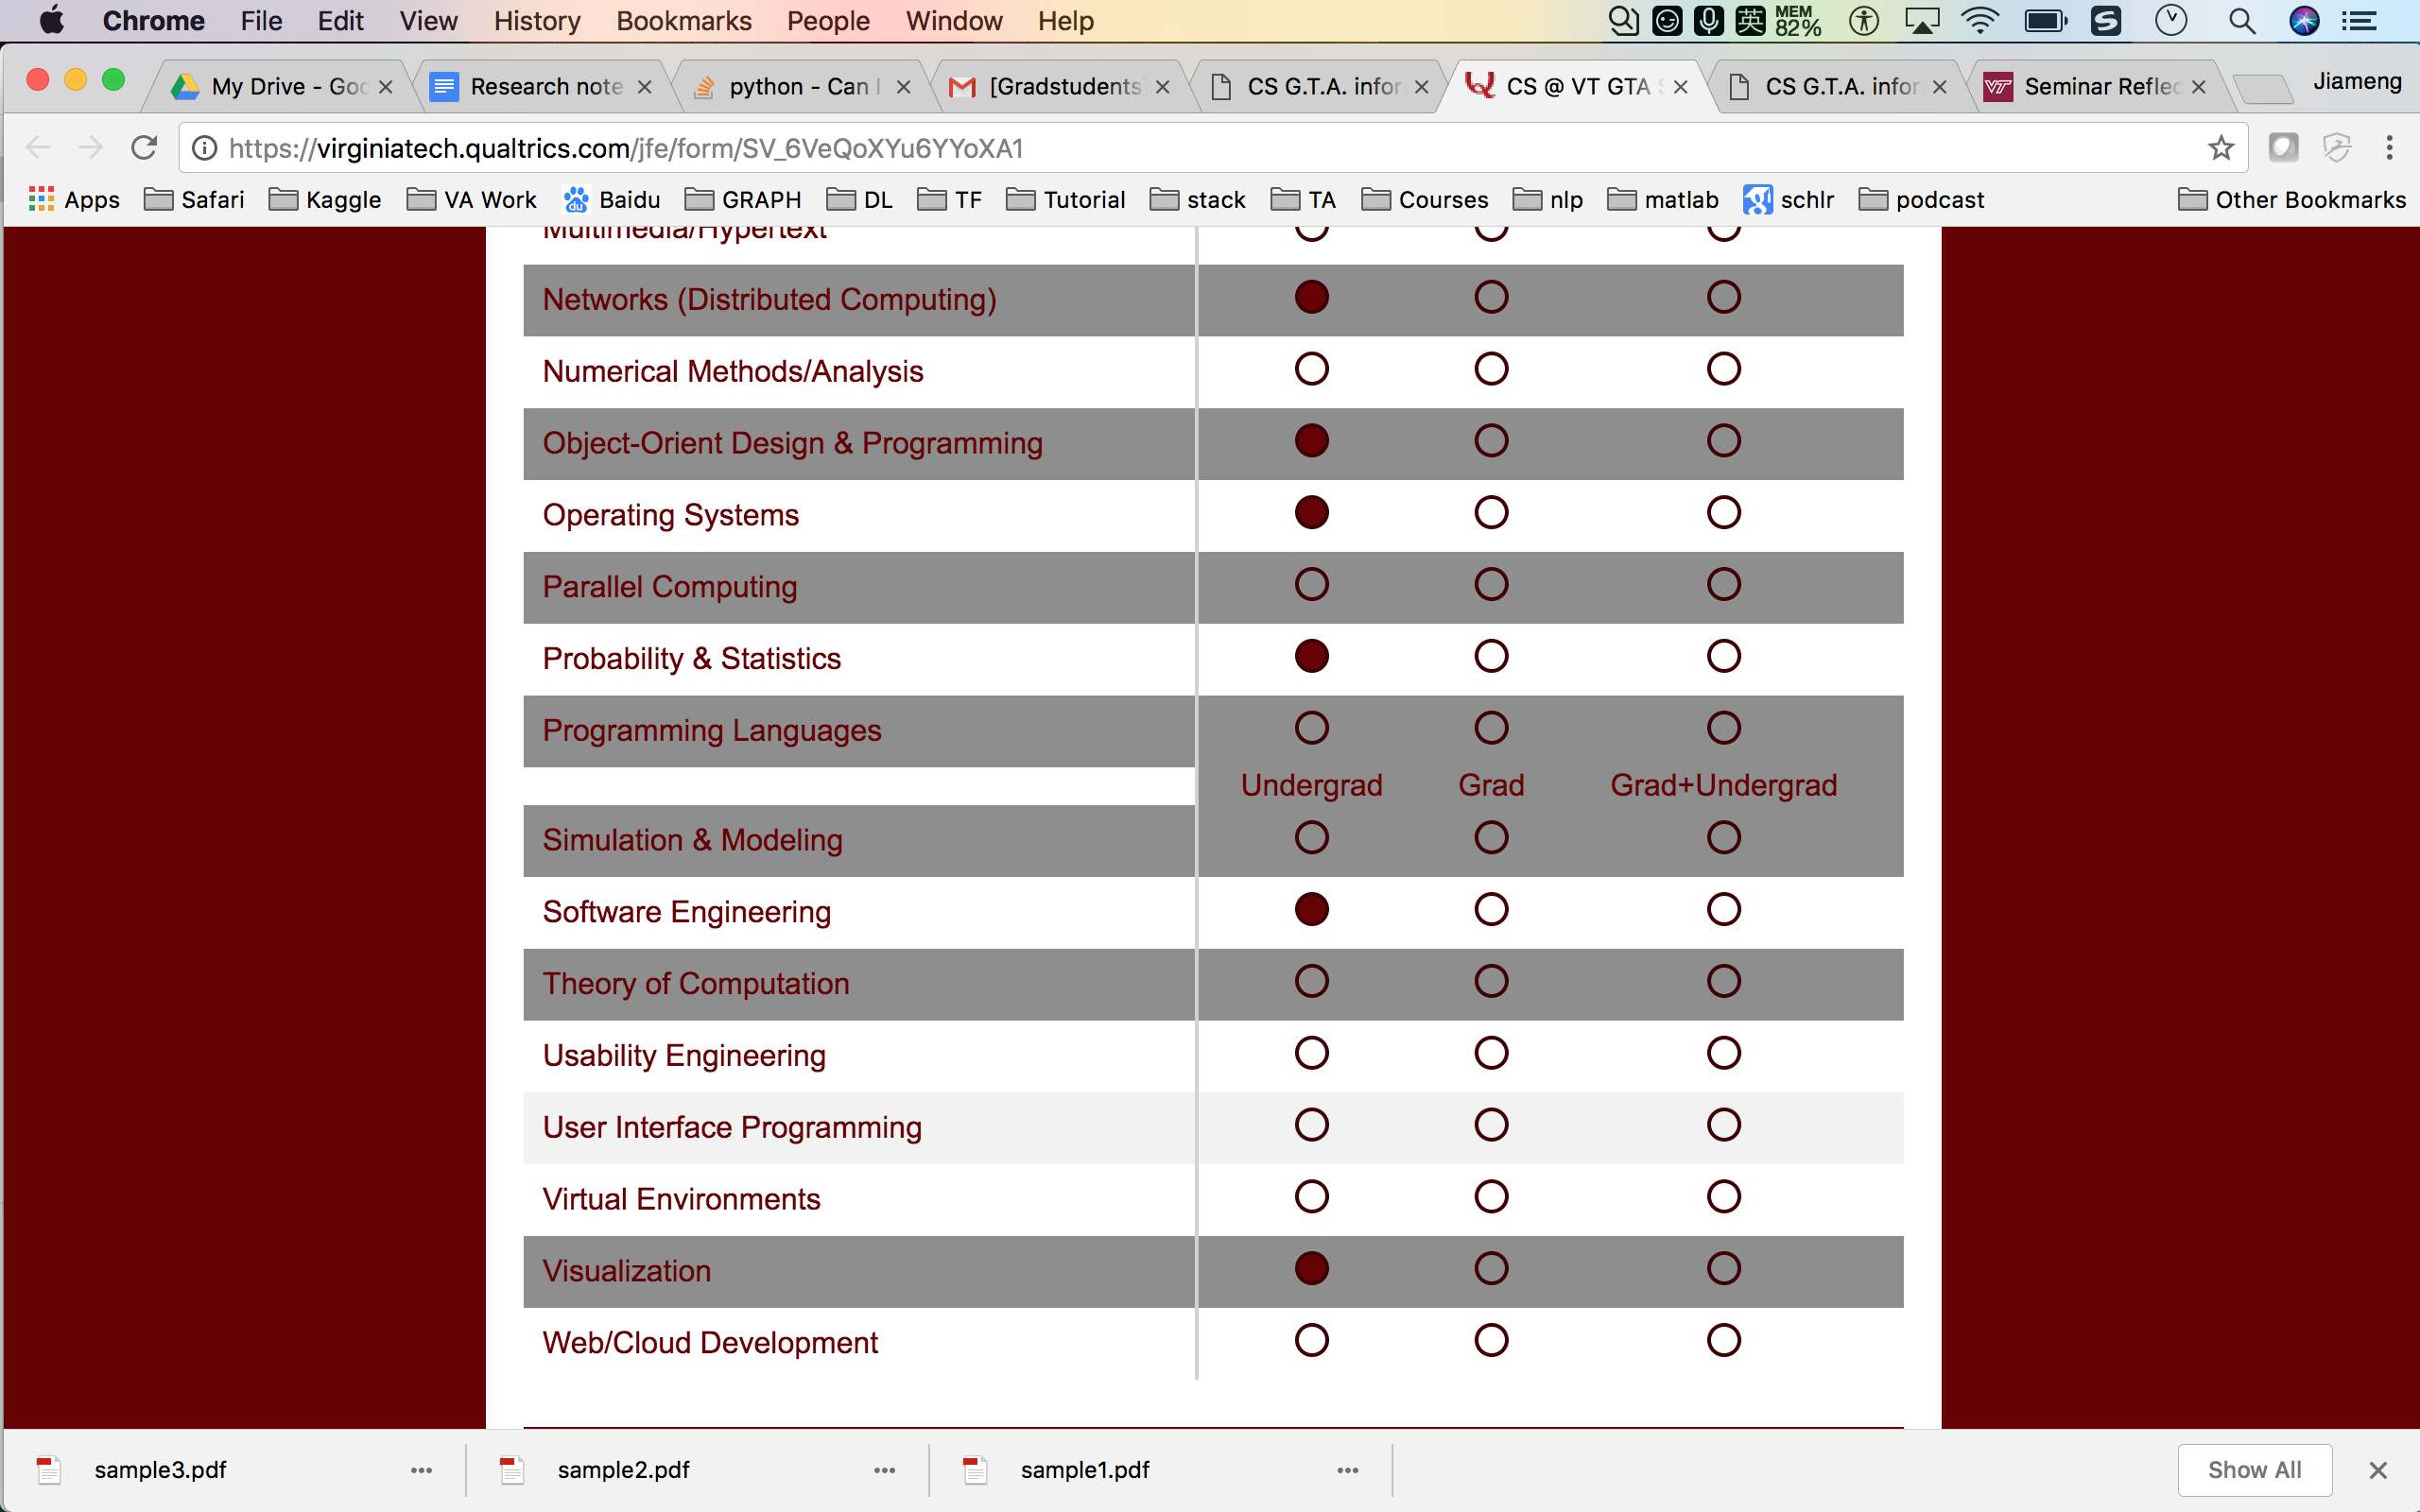 Chrome File Edit View History Bookmarks People Window Help 英 MEM 82%
My Drive - Goo Research note python - Can I [Gradstudents CS G.T.A. infor CS @ VT GTA S CS G.T.A. infor Seminar Reflec Jiameng
https://virginiatech.qualtrics.com/jfe/form/SV_6VeQoXYu6YYoXA1
Apps Safari Kaggle VA Work Baidu GRAPH DL TF Tutorial stack TA Courses nlp matlab schlr podcast Other Bookmarks
Multimedia/Hypertext
Networks (Distributed Computing)
Numerical Methods/Analysis
Object-Orient Design & Programming
Operating Systems
Parallel Computing
Probability & Statistics
Programming Languages
Undergrad Grad Grad+Undergrad
Simulation & Modeling
Software Engineering
Theory of Computation
Usability Engineering
User Interface Programming
Virtual Environments
Visualization
Web/Cloud Development
sample3.pdf sample2.pdf sample1.pdf Show All